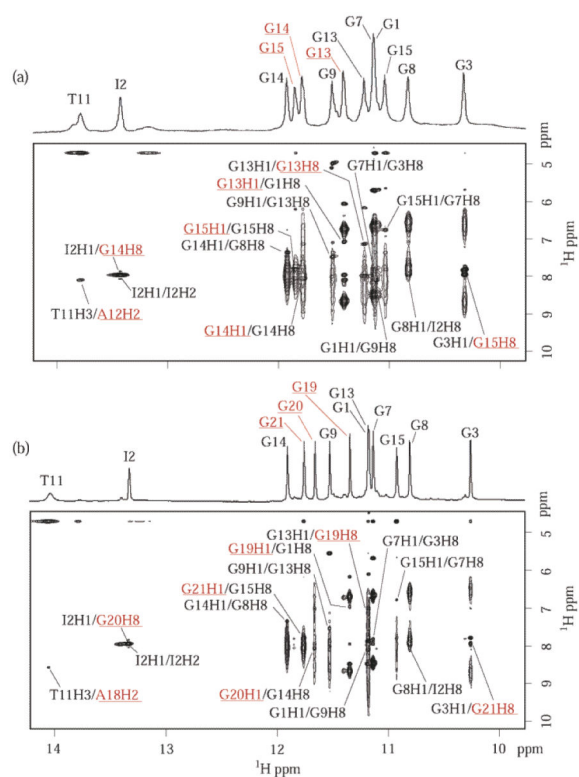 (a)
G14
G15
G13
G7
G1
G13
G15
G14
G9
G8
G3
T11
I2
ppm
5
6
7
8
9
10
¹H ppm
G13H1/G13H8
G7H1/G3H8
G13H1/G1H8
G9H1/G13H8
G15H1/G7H8
G15H1/G15H8
G14H1/G8H8
I2H1/G14H8
I2H1/I2H2
T11H3/A12H2
G14H1/G14H8
G8H1/I2H8
G1H1/G9H8
G3H1/G15H8
14
13
12
11
10
(b)
G19
G20
G21
G13
G1
G7
G14
G9
G15
G8
G3
T11
I2
ppm
5
6
7
8
9
10
¹H ppm
G13H1/G19H8
G19H1/G1H8
G7H1/G3H8
G9H1/G13H8
G15H1/G7H8
G21H1/G15H8
G14H1/G8H8
I2H1/G20H8
I2H1/I2H2
T11H3/A18H2
G20H1/G14H8
G8H1/I2H8
G1H1/G9H8
G3H1/G21H8
14
13
12
11
10
ppm
¹H ppm